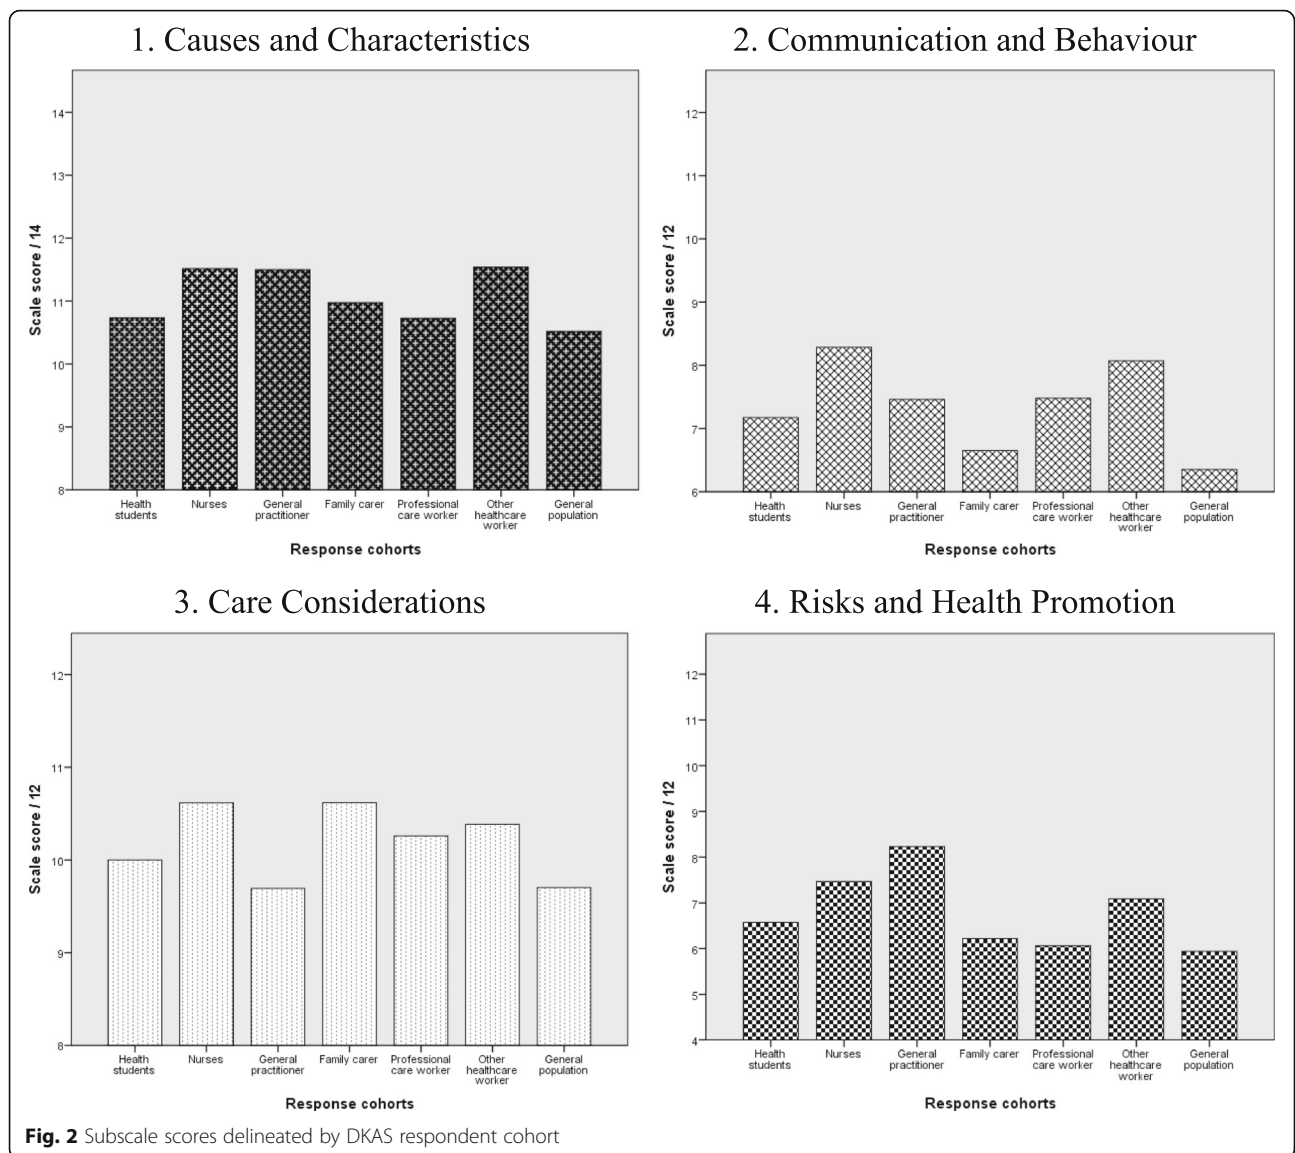 1. Causes and Characteristics
14
13
12
11
10
9
8
Scale score / 14
Health students
Nurses
General practitioner
Family carer
Professional care worker
Other healthcare worker
General population
Response cohorts
2. Communication and Behaviour
12
11
10
9
8
7
6
Scale score / 12
Health students
Nurses
General practitioner
Family carer
Professional care worker
Other healthcare worker
General population
Response cohorts
3. Care Considerations
12
11
10
9
8
Scale score / 12
Health students
Nurses
General practitioner
Family carer
Professional care worker
Other healthcare worker
General population
Response cohorts
4. Risks and Health Promotion
12
11
10
9
8
7
6
5
4
Scale score / 12
Health students
Nurses
General practitioner
Family carer
Professional care worker
Other healthcare worker
General population
Response cohorts
Fig. 2 Subscale scores delineated by DKAS respondent cohort